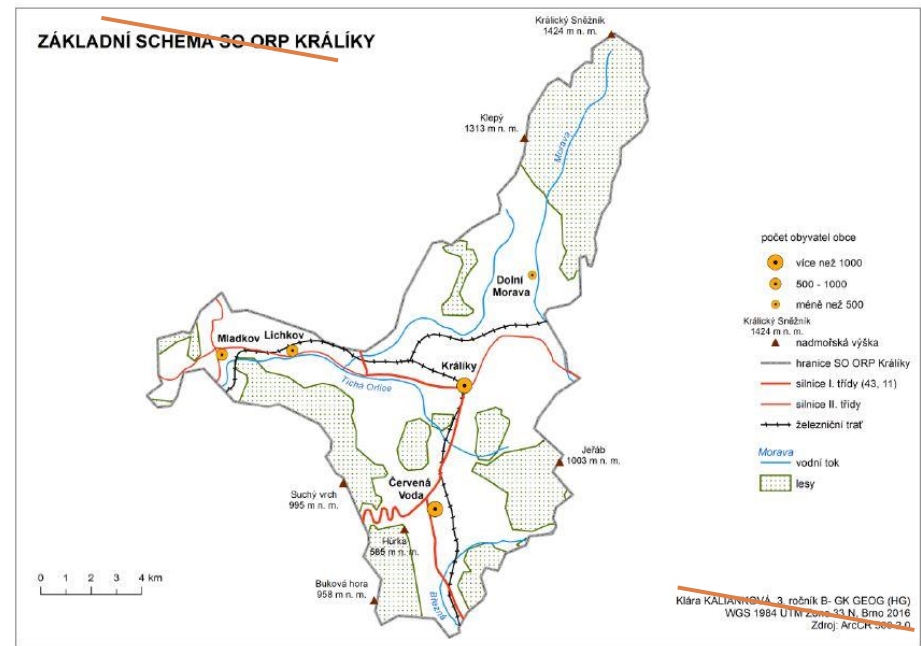 ZÁKLADNÍ SCHEMA SO ORP KRÁLÍKY
Králický Sněžník
1424 m n. m.
Klepý
1313 m n. m.
Morava
Dolní
Morava
Mladkov
Lichkov
Králíky
Tichá Orlice
Jeřáb
1003 m n. m.
Červená
Voda
Suchý vrch
995 m n. m.
Hůrka
585 m n. m.
Buková hora
958 m n. m.
Březná
počet obyvatel obce
více než 1000
500 - 1000
méně než 500
Králický Sněžník
1424 m n. m.
nadmořská výška
hranice SO ORP Králíky
silnice I. třídy (43, 11)
silnice II. třídy
železniční trať
Morava
vodní tok
lesy
0 1 2 3 4 km
Klára KALIÁNKOVÁ, 3. ročník B- GK GEOG (HG)
WGS 1984 UTM Zone 33 N, Brno 2016
Zdroj: ArcČR